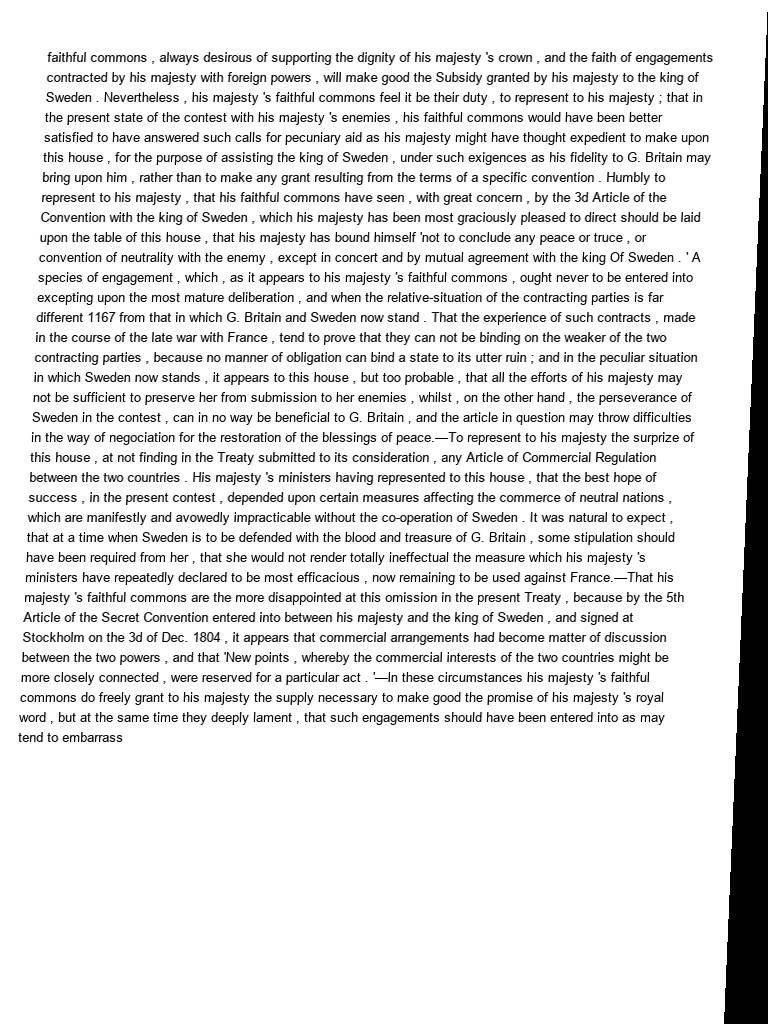 faithful commons , always desirous of supporting the dignity of his majesty 's crown , and the faith of engagements
contracted by his majesty with foreign powers , will make good the Subsidy granted by his majesty to the king of
Sweden . Nevertheless , his majesty 's faithful commons feel it be their duty , to represent to his majesty ; that in
the present state of the contest with his majesty 's enemies , his faithful commons would have been better
satisfied to have answered such calls for pecuniary aid as his majesty might have thought expedient to make upon
this house , for the purpose of assisting the king of Sweden , under such exigences as his fidelity to G. Britain may
bring upon him , rather than to make any grant resulting from the terms of a specific convention . Humbly to
represent to his majesty , that his faithful commons have seen , with great concern , by the 3d Article of the
Convention with the king of Sweden , which his majesty has been most graciously pleased to direct should be laid
upon the table of this house , that his majesty has bound himself 'not to conclude any peace or truce , or
convention of neutrality with the enemy , except in concert and by mutual agreement with the king Of Sweden . ' A
species of engagement , which , as it appears to his majesty 's faithful commons , ought never to be entered into
excepting upon the most mature deliberation , and when the relative-situation of the contracting parties is far
different 1167 from that in which G. Britain and Sweden now stand . That the experience of such contracts , made
in the course of the late war with France , tend to prove that they can not be binding on the weaker of the two
contracting parties , because no manner of obligation can bind a state to its utter ruin ; and in the peculiar situation
in which Sweden now stands , it appears to this house , but too probable , that all the efforts of his majesty may
not be sufficient to preserve her from submission to her enemies , whilst , on the other hand , the perseverance of
Sweden in the contest , can in no way be beneficial to G. Britain , and the article in question may throw difficulties
in the way of negociation for the restoration of the blessings of peace.—To represent to his majesty the surprize of
this house , at not finding in the Treaty submitted to its consideration , any Article of Commercial Regulation
between the two countries . His majesty 's ministers having represented to this house , that the best hope of
success , in the present contest , depended upon certain measures affecting the commerce of neutral nations ,
which are manifestly and avowedly impracticable without the co-operation of Sweden . It was natural to expect ,
that at a time when Sweden is to be defended with the blood and treasure of G. Britain , some stipulation should
have been required from her , that she would not render totally ineffectual the measure which his majesty 's
ministers have repeatedly declared to be most efficacious , now remaining to be used against France.—That his
majesty 's faithful commons are the more disappointed at this omission in the present Treaty , because by the 5th
Article of the Secret Convention entered into between his majesty and the king of Sweden , and signed at
Stockholm on the 3d of Dec. 1804 , it appears that commercial arrangements had become matter of discussion
between the two powers , and that 'New points , whereby the commercial interests of the two countries might be
more closely connected , were reserved for a particular act . '—In these circumstances his majesty 's faithful
commons do freely grant to his majesty the supply necessary to make good the promise of his majesty 's royal
word , but at the same time they deeply lament , that such engagements should have been entered into as may
tend to embarrass